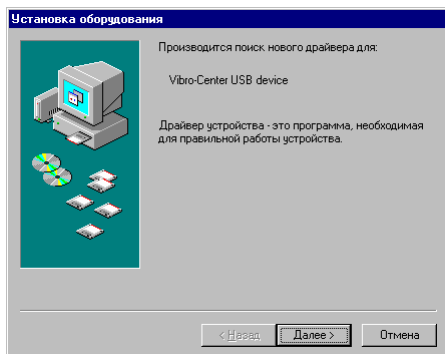 Установка оборудования
Производится поиск нового драйвера для:
Vibro-Center USB device
Драйвер устройства - это программа, необходимая
для правильной работы устройства.
< Назад
Далее >
Отмена